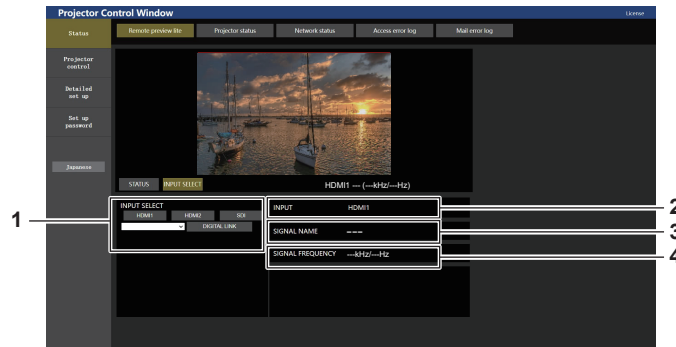 Projector Control Window
License
Status
Remote preview lite
Projector status
Network status
Access error log
Mail error log
Projector
control
Detailed
set up
Set up
password
Japanese
STATUS
INPUT SELECT
HDMI1 --- (---kHz/---Hz)
1
INPUT SELECT
HDMI1
HDMI2
SDI
DIGITAL LINK
INPUT
HDMI1
2
SIGNAL NAME
---
3
SIGNAL FREQUENCY
---kHz/---Hz
4